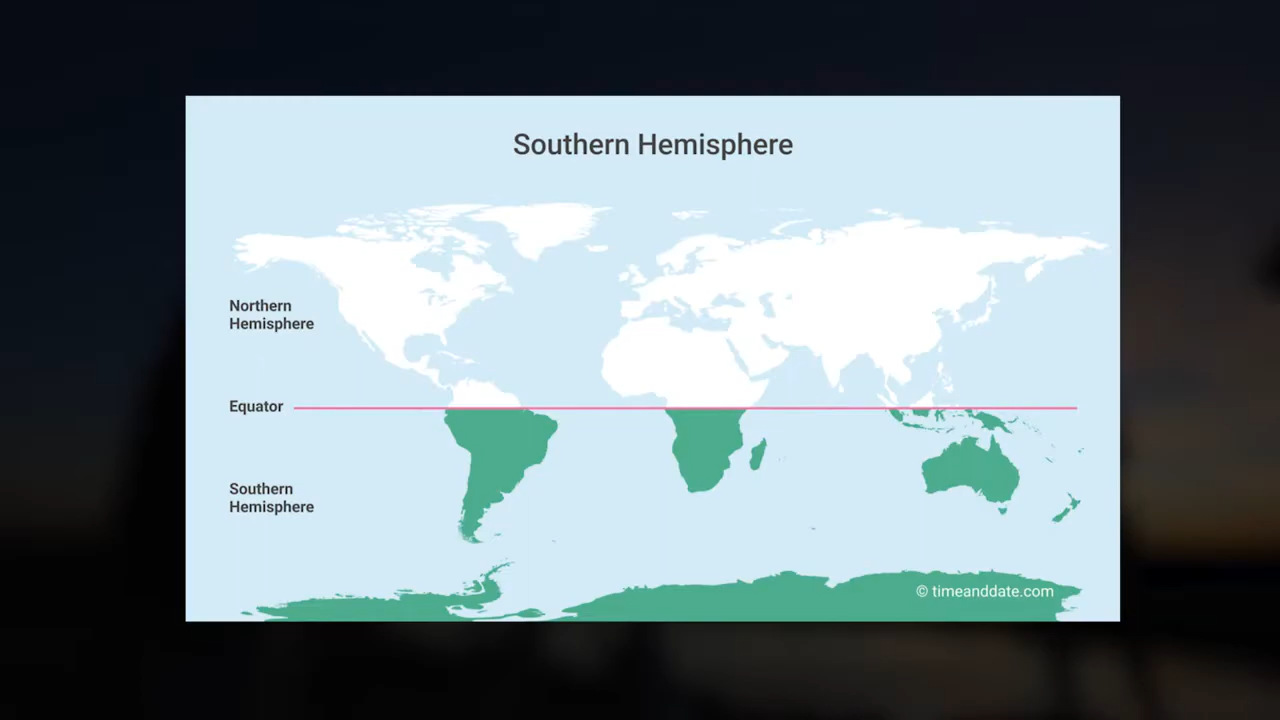 Southern Hemisphere
Northern
Hemisphere
Equator
Southern
Hemisphere
© timeanddate.com